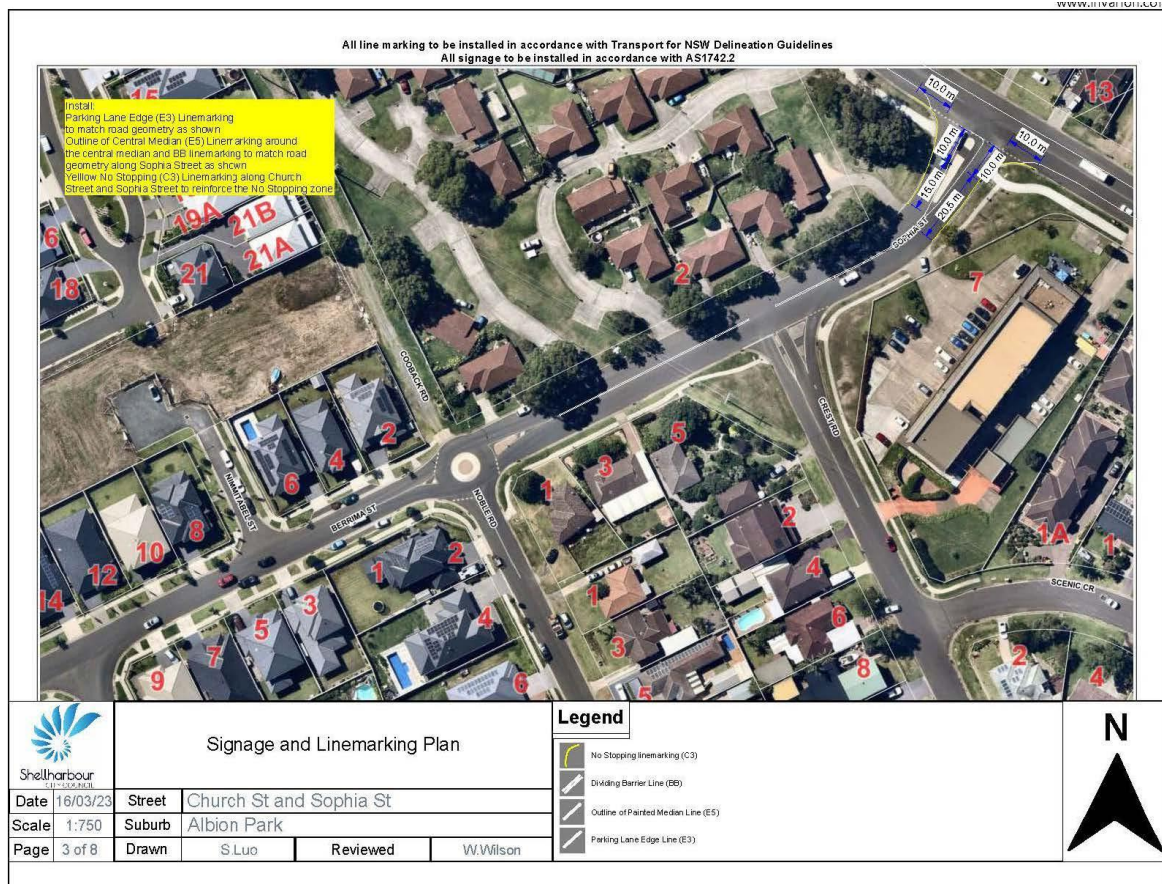 www.invarion.com
All line marking to be installed in accordance with Transport for NSW Delineation Guidelines
All signage to be installed in accordance with AS1742.2
Install:
Parking Lane Edge (E3) Linemarking
to match road geometry as shown
Outline of Central Median (E5) Linemarking around
the central median and BB linemarking to match road
geometry along Sophia Street as shown
Yellow No Stopping (C3) Linemarking along Church
Street and Sophia Street to reinforce the No Stopping zone
15
13
10.0 m
10.0 m
10.0 m
10.0 m
15.0 m
20.5 m
SOPHIA ST
19A
21B
21A
6
18
21
2
7
COOBACK RD
CREST RD
2
4
6
NIMMITABEL ST
BERRIMA ST
NOBLE RD
8
10
12
14
1
3
5
2
1A
1
SCENIC CR
1
2
3
4
5
7
9
6
1
3
5
4
6
8
2
4
Shellharbour
CITY COUNCIL
Signage and Linemarking Plan
Date 16/03/23 Street Church St and Sophia St
Scale 1:750 Suburb Albion Park
Page 3 of 8 Drawn S.Luo Reviewed W.Wilson
Legend
No Stopping linemarking (C3)
Dividing Barrier Line (BB)
Outline of Painted Median Line (E5)
Parking Lane Edge Line (E3)
N